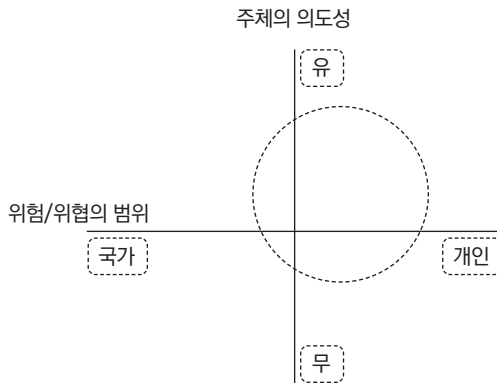 주체의 의도성
유
위험/위협의 범위
국가
개인
무